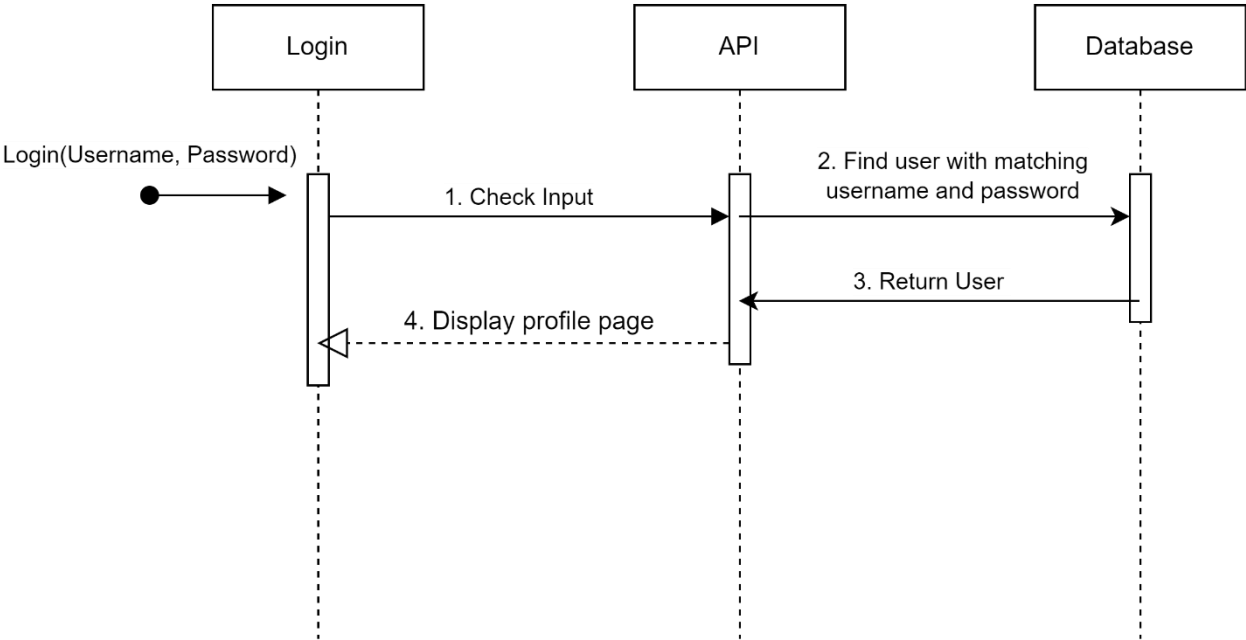 Login
API
Database
Login(Username, Password)
1. Check Input
2. Find user with matching
username and password
3. Return User
4. Display profile page